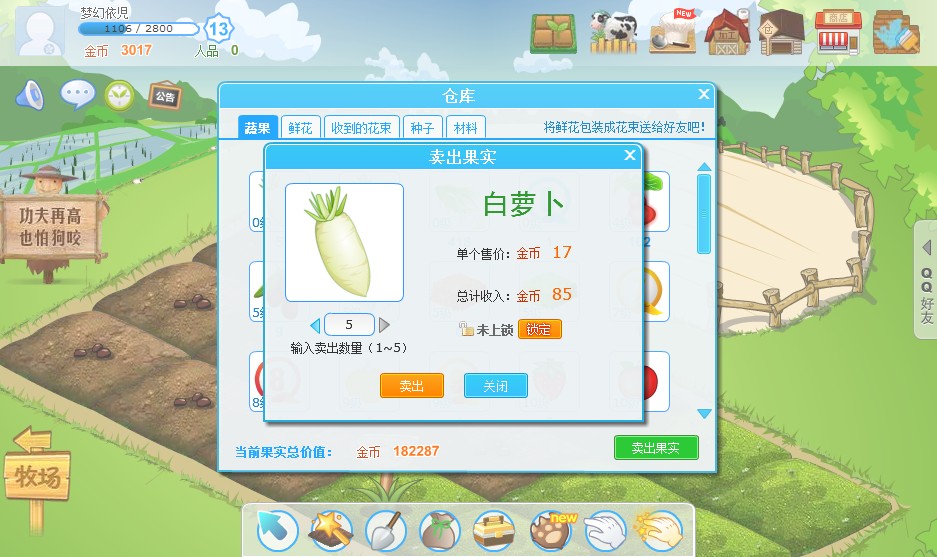 梦幻依児
1106 / 2800
13
金币 3017
人品 0
NEW
加工
商店
公告
功夫再高
也怕狗咬
牧场
仓库
X
蔬果
鲜花
收到的花束
种子
材料
将鲜花包装成花束送给好友吧!
卖出果实
X
白萝卜
单个售价: 金币 17
总计收入: 金币 85
未上锁 锁定
5
输入卖出数量 (1~5)
卖出
关闭
当前果实总价值: 金币 182287
卖出果实
QQ好友
new